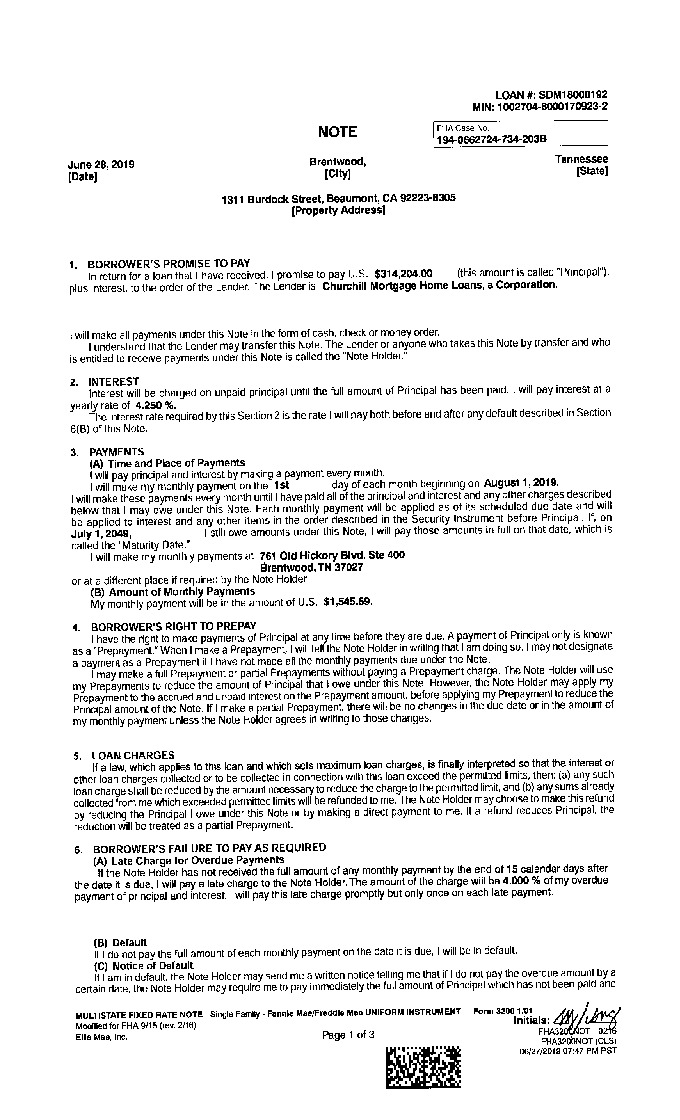 LOAN #: SDM18000192
MIN: 1002704-8000170923-2
NOTE
FHA Case No.
194-0662724-734-203B
June 28, 2019
[Date]
Brentwood,
[City]
Tennessee
[State]
1311 Burdock Street, Beaumont, CA 92223-8305
[Property Address]
1. BORROWER'S PROMISE TO PAY
In return for a loan that I have received, I promise to pay U.S. $314,204.00 (this amount is called "Principal"),
plus interest, to the order of the Lender. The Lender is Churchill Mortgage Home Loans, a Corporation.
I will make all payments under this Note in the form of cash, check or money order.
I understand that the Lender may transfer this Note. The Lender or anyone who takes this Note by transfer and who
is entitled to receive payments under this Note is called the "Note Holder."
2. INTEREST
Interest will be charged on unpaid principal until the full amount of Principal has been paid. I will pay interest at a
yearly rate of 4.250 %.
The interest rate required by this Section 2 is the rate I will pay both before and after any default described in Section
6(B) of this Note.
3. PAYMENTS
(A) Time and Place of Payments
I will pay principal and interest by making a payment every month.
I will make my monthly payment on the 1st day of each month beginning on August 1, 2019.
I will make these payments every month until I have paid all of the principal and interest and any other charges described
below that I may owe under this Note. Each monthly payment will be applied as of its scheduled due date and will
be applied to interest and any other items in the order described in the Security Instrument before Principal. If, on
July 1, 2049, I still owe amounts under this Note, I will pay those amounts in full on that date, which is
called the "Maturity Date."
I will make my monthly payments at 761 Old Hickory Blvd. Ste 400
Brentwood, TN 37027
or at a different place if required by the Note Holder
(B) Amount of Monthly Payments
My monthly payment will be in the amount of U.S. $1,545.69.
4. BORROWER'S RIGHT TO PREPAY
I have the right to make payments of Principal at any time before they are due. A payment of Principal only is known
as a "Prepayment." When I make a Prepayment, I will tell the Note Holder in writing that I am doing so. I may not designate
a payment as a Prepayment if I have not made all the monthly payments due under the Note.
I may make a full Prepayment or partial Prepayments without paying a Prepayment charge. The Note Holder will use
my Prepayments to reduce the amount of Principal that I owe under this Note. However, the Note Holder may apply my
Prepayment to the accrued and unpaid interest on the Prepayment amount, before applying my Prepayment to reduce the
Principal amount of the Note. If I make a partial Prepayment, there will be no changes in the due date or in the amount of
my monthly payment unless the Note Holder agrees in writing to those changes.
5. LOAN CHARGES
If a law, which applies to this loan and which sets maximum loan charges, is finally interpreted so that the interest or
other loan charges collected or to be collected in connection with this loan exceed the permitted limits, then: (a) any such
loan charge shall be reduced by the amount necessary to reduce the charge to the permitted limit, and (b) any sums already
collected from me which exceeded permitted limits will be refunded to me. The Note Holder may choose to make this refund
by reducing the Principal I owe under this Note or by making a direct payment to me. If a refund reduces Principal, the
reduction will be treated as a partial Prepayment.
6. BORROWER'S FAILURE TO PAY AS REQUIRED
(A) Late Charge for Overdue Payments
If the Note Holder has not received the full amount of any monthly payment by the end of 15 calendar days after
the date it is due, I will pay a late charge to the Note Holder. The amount of the charge will be 4.000 % of my overdue
payment of principal and interest. I will pay this late charge promptly but only once on each late payment.
(B) Default
If I do not pay the full amount of each monthly payment on the date it is due, I will be in default.
(C) Notice of Default
If I am in default, the Note Holder may send me a written notice telling me that if I do not pay the overdue amount by a
certain date, the Note Holder may require me to pay immediately the full amount of Principal which has not been paid and
MULTISTATE FIXED RATE NOTE Single Family - Fannie Mae/Freddie Mac UNIFORM INSTRUMENT Form 3200 1/01
Modified for FHA 9/15 (rev. 2/16)
Ellie Mae, Inc.
Page 1 of 3
Initials:
FHA3200NOT 0216
FHA3200NOT (CLS)
06/27/2019 07:47 PM PST